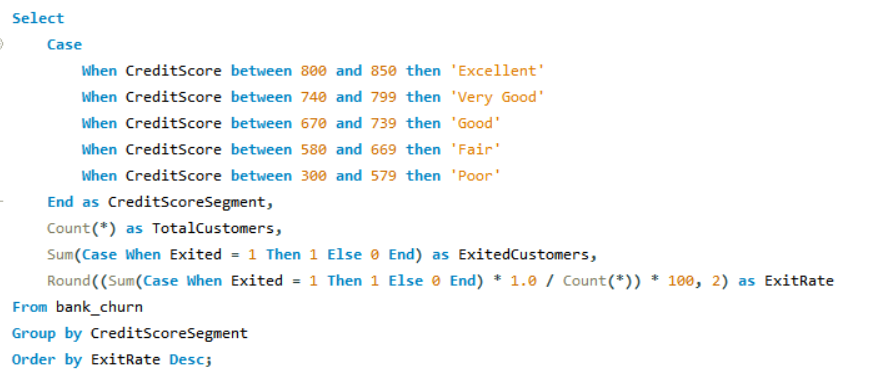 Select
Case
When CreditScore between 800 and 850 then 'Excellent'
When CreditScore between 740 and 799 then 'Very Good'
When CreditScore between 670 and 739 then 'Good'
When CreditScore between 580 and 669 then 'Fair'
When CreditScore between 300 and 579 then 'Poor'
End as CreditScoreSegment,
Count(*) as TotalCustomers,
Sum(Case When Exited = 1 Then 1 Else 0 End) as ExitedCustomers,
Round((Sum(Case When Exited = 1 Then 1 Else 0 End) * 1.0 / Count(*)) * 100, 2) as ExitRate
From bank_churn
Group by CreditScoreSegment
Order by ExitRate Desc;